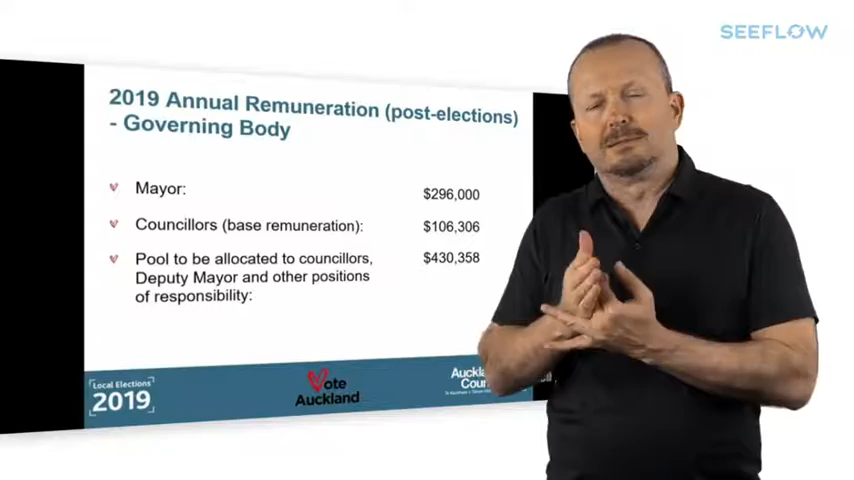 SEEFLOW
2019 Annual Remuneration (post-elections)
- Governing Body
Mayor: $296,000
Councillors (base remuneration): $106,306
Pool to be allocated to councillors, $430,358
Deputy Mayor and other positions
of responsibility:
Local Elections
2019
Vote
Auckland